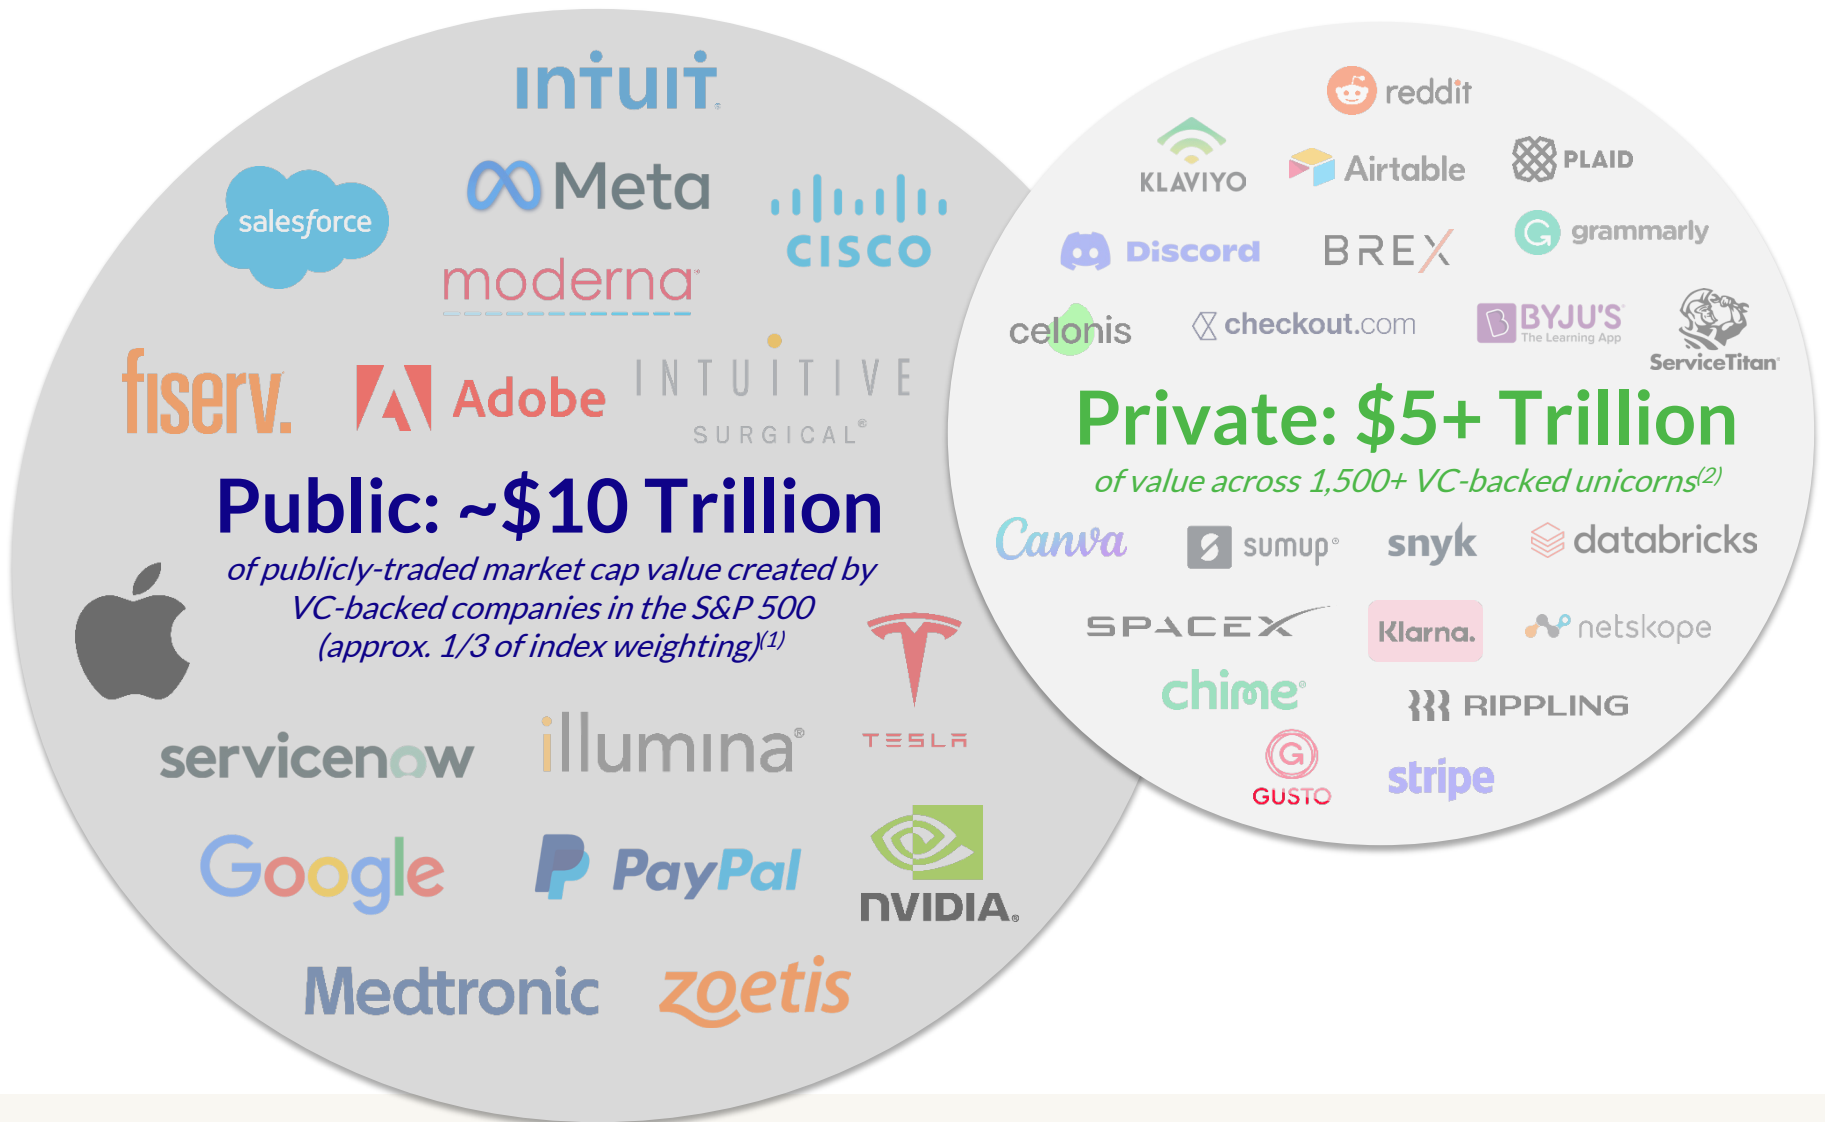 intuit
salesforce
Meta
CISCO
moderna
fiserv.
Adobe
INTUITIVE
SURGICAL®
Public: ~$10 Trillion
of publicly-traded market cap value created by
VC-backed companies in the S&P 500
(approx. 1/3 of index weighting)(1)
TESLA
servicenow
illumina®
Google
PayPal
NVIDIA®
Medtronic
zoetis
reddit
KLAVIYO
Airtable
PLAID
Discord
BREX
grammarly
celonis
checkout.com
BYJU'S
The Learning App
ServiceTitan
Private: $5+ Trillion
of value across 1,500+ VC-backed unicorns(2)
Canva
sumup®
snyk
databricks
SPACEX
Klarna.
netskope
chime®
RIPPLING
GUSTO
stripe